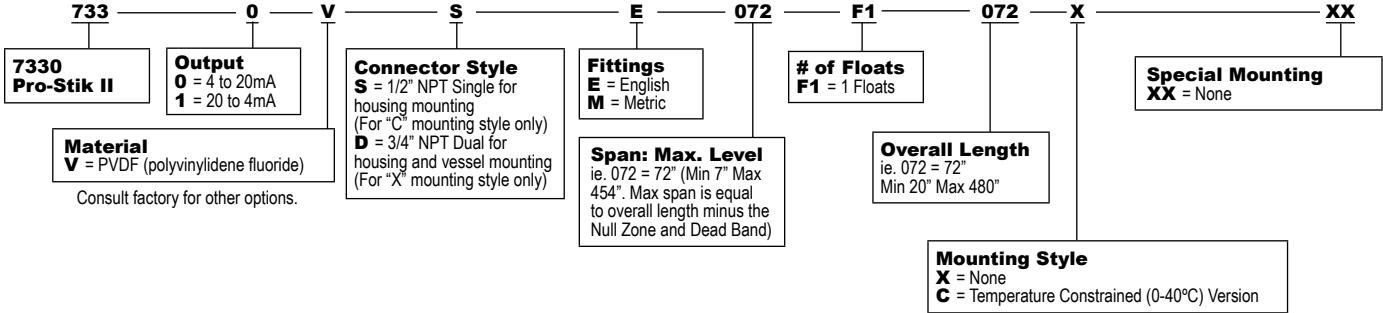 733 0 V S E 072 F1 072 X XX
7330
Pro-Stik II
Output
0 = 4 to 20mA
1 = 20 to 4mA
Material
V = PVDF (polyvinylidene fluoride)
Consult factory for other options.
Connector Style
S = 1/2” NPT Single for
housing mounting
(For “C” mounting style only)
D = 3/4” NPT Dual for
housing and vessel mounting
(For “X” mounting style only)
Fittings
E = English
M = Metric
Span: Max. Level
ie. 072 = 72” (Min 7” Max
454”. Max span is equal
to overall length minus the
Null Zone and Dead Band)
# of Floats
F1 = 1 Floats
Overall Length
ie. 072 = 72”
Min 20” Max 480”
Mounting Style
X = None
C = Temperature Constrained (0-40ºC) Version
Special Mounting
XX = None